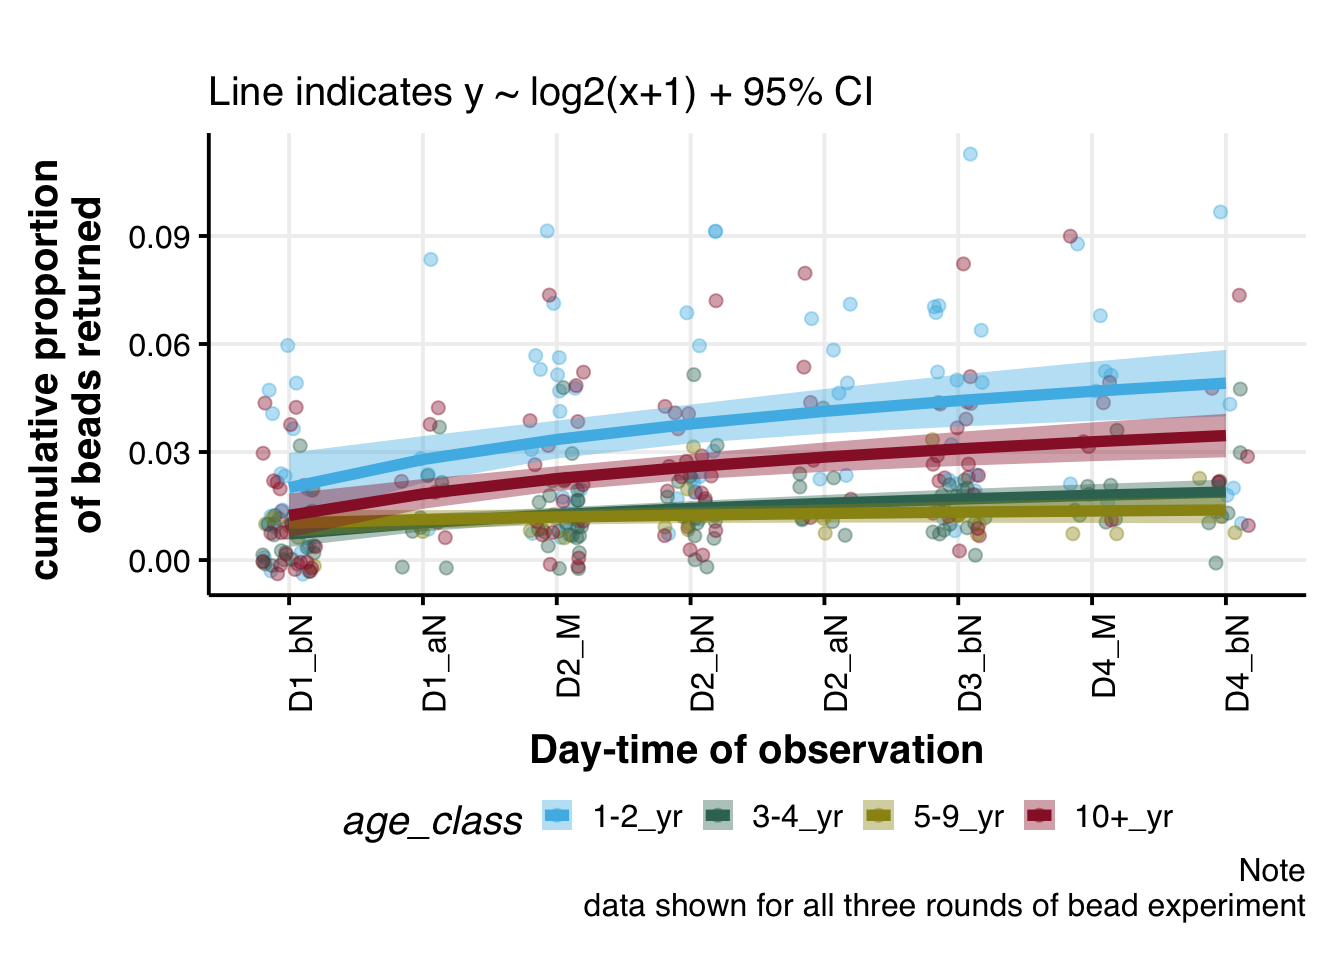 Line indicates y ~ log2(x+1) + 95% CI
cumulative proportion
of beads returned
0.09
0.06
0.03
0.00
D1_bN
D1_aN
D2_M
D2_bN
D2_aN
D3_bN
D4_M
D4_bN
Day-time of observation
age_class 1-2_yr 3-4_yr 5-9_yr 10+_yr
Note
data shown for all three rounds of bead experiment